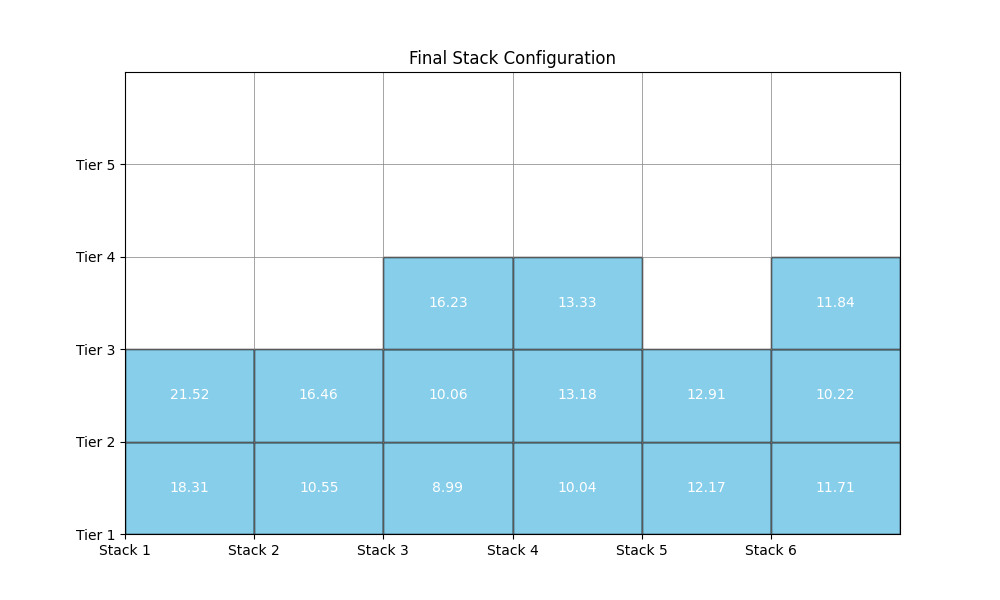 Final Stack Configuration
Tier 5
Tier 4
16.23 13.33 11.84
Tier 3
21.52 16.46 10.06 13.18 12.91 10.22
Tier 2
18.31 10.55 8.99 10.04 12.17 11.71
Tier 1
Stack 1 Stack 2 Stack 3 Stack 4 Stack 5 Stack 6